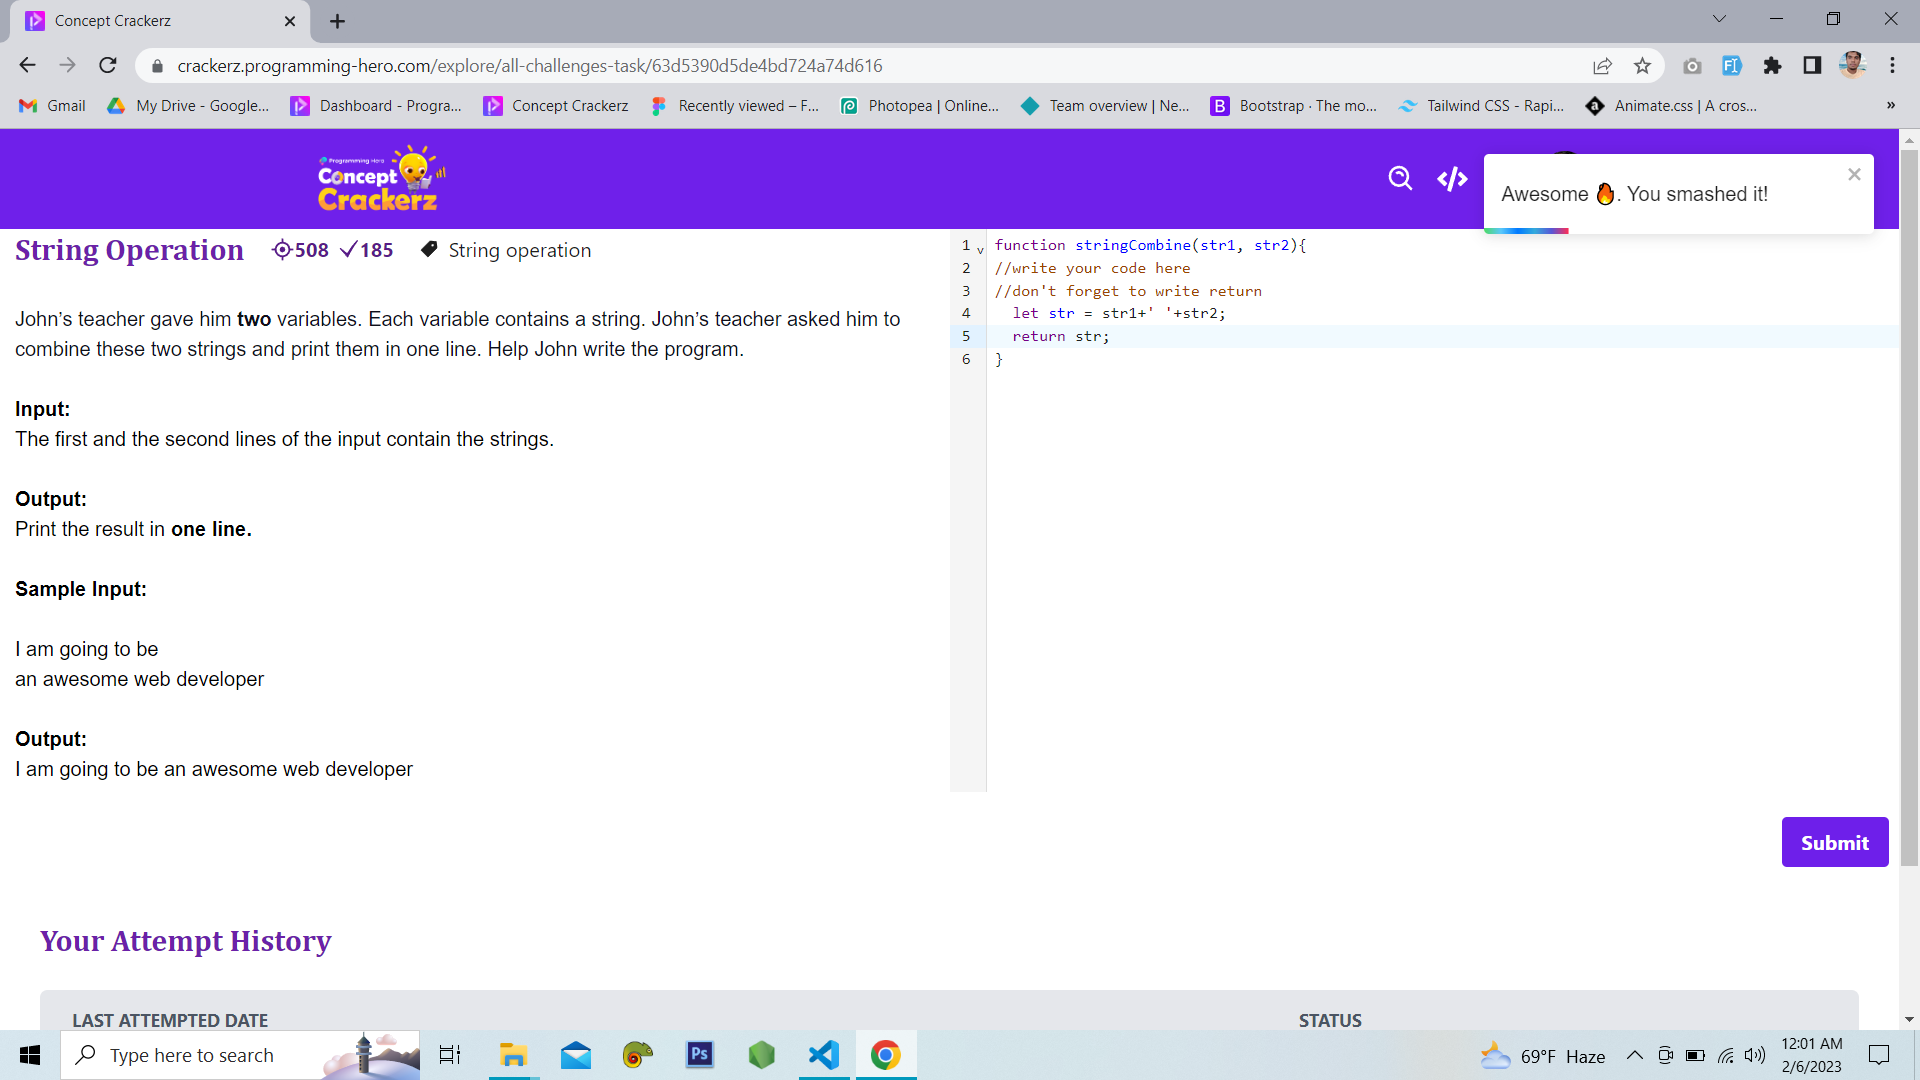 Concept Crackerz
crackerz.programming-hero.com/explore/all-challenges-task/63d5390d5de4bd724a74d616
Gmail
My Drive - Google...
Dashboard - Progra...
Concept Crackerz
Recently viewed – F...
Photopea | Online...
Team overview | Ne...
Bootstrap · The mo...
Tailwind CSS - Rapi...
Animate.css | A cros...
»
Programming Hero
Concept
Crackerz
Awesome 🔥. You smashed it!
String Operation 508 185 String operation
John’s teacher gave him two variables. Each variable contains a string. John’s teacher asked him to
combine these two strings and print them in one line. Help John write the program.
Input:
The first and the second lines of the input contain the strings.
Output:
Print the result in one line.
Sample Input:
I am going to be
an awesome web developer
Output:
I am going to be an awesome web developer
1 function stringCombine(str1, str2){
2 //write your code here
3 //don't forget to write return
4 let str = str1+' '+str2;
5 return str;
6 }
Submit
Your Attempt History
LAST ATTEMPTED DATE STATUS
Type here to search
Ps
69°F Haze
12:01 AM
2/6/2023